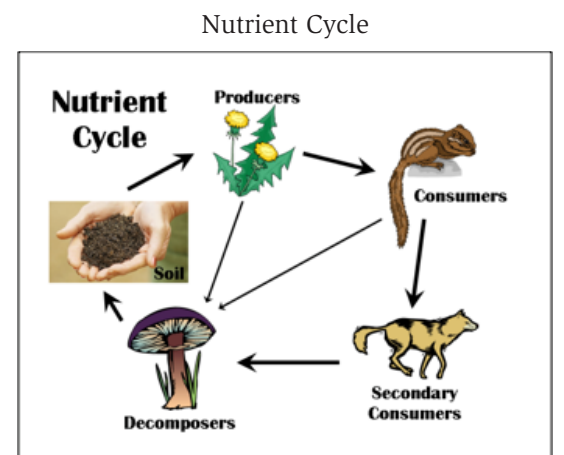 Nutrient Cycle
Nutrient
Cycle
Producers
Consumers
Soil
Secondary
Consumers
Decomposers